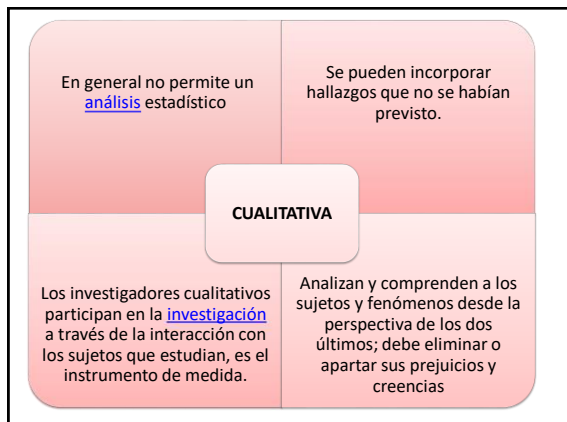 En general no permite un
análisis estadístico
Se pueden incorporar
hallazgos que no se habían
previsto.
CUALITATIVA
Los investigadores cualitativos
participan en la investigación
a través de la interacción con
los sujetos que estudian, es el
instrumento de medida.
Analizan y comprenden a los
sujetos y fenómenos desde la
perspectiva de los dos
últimos; debe eliminar o
apartar sus prejuicios y
creencias